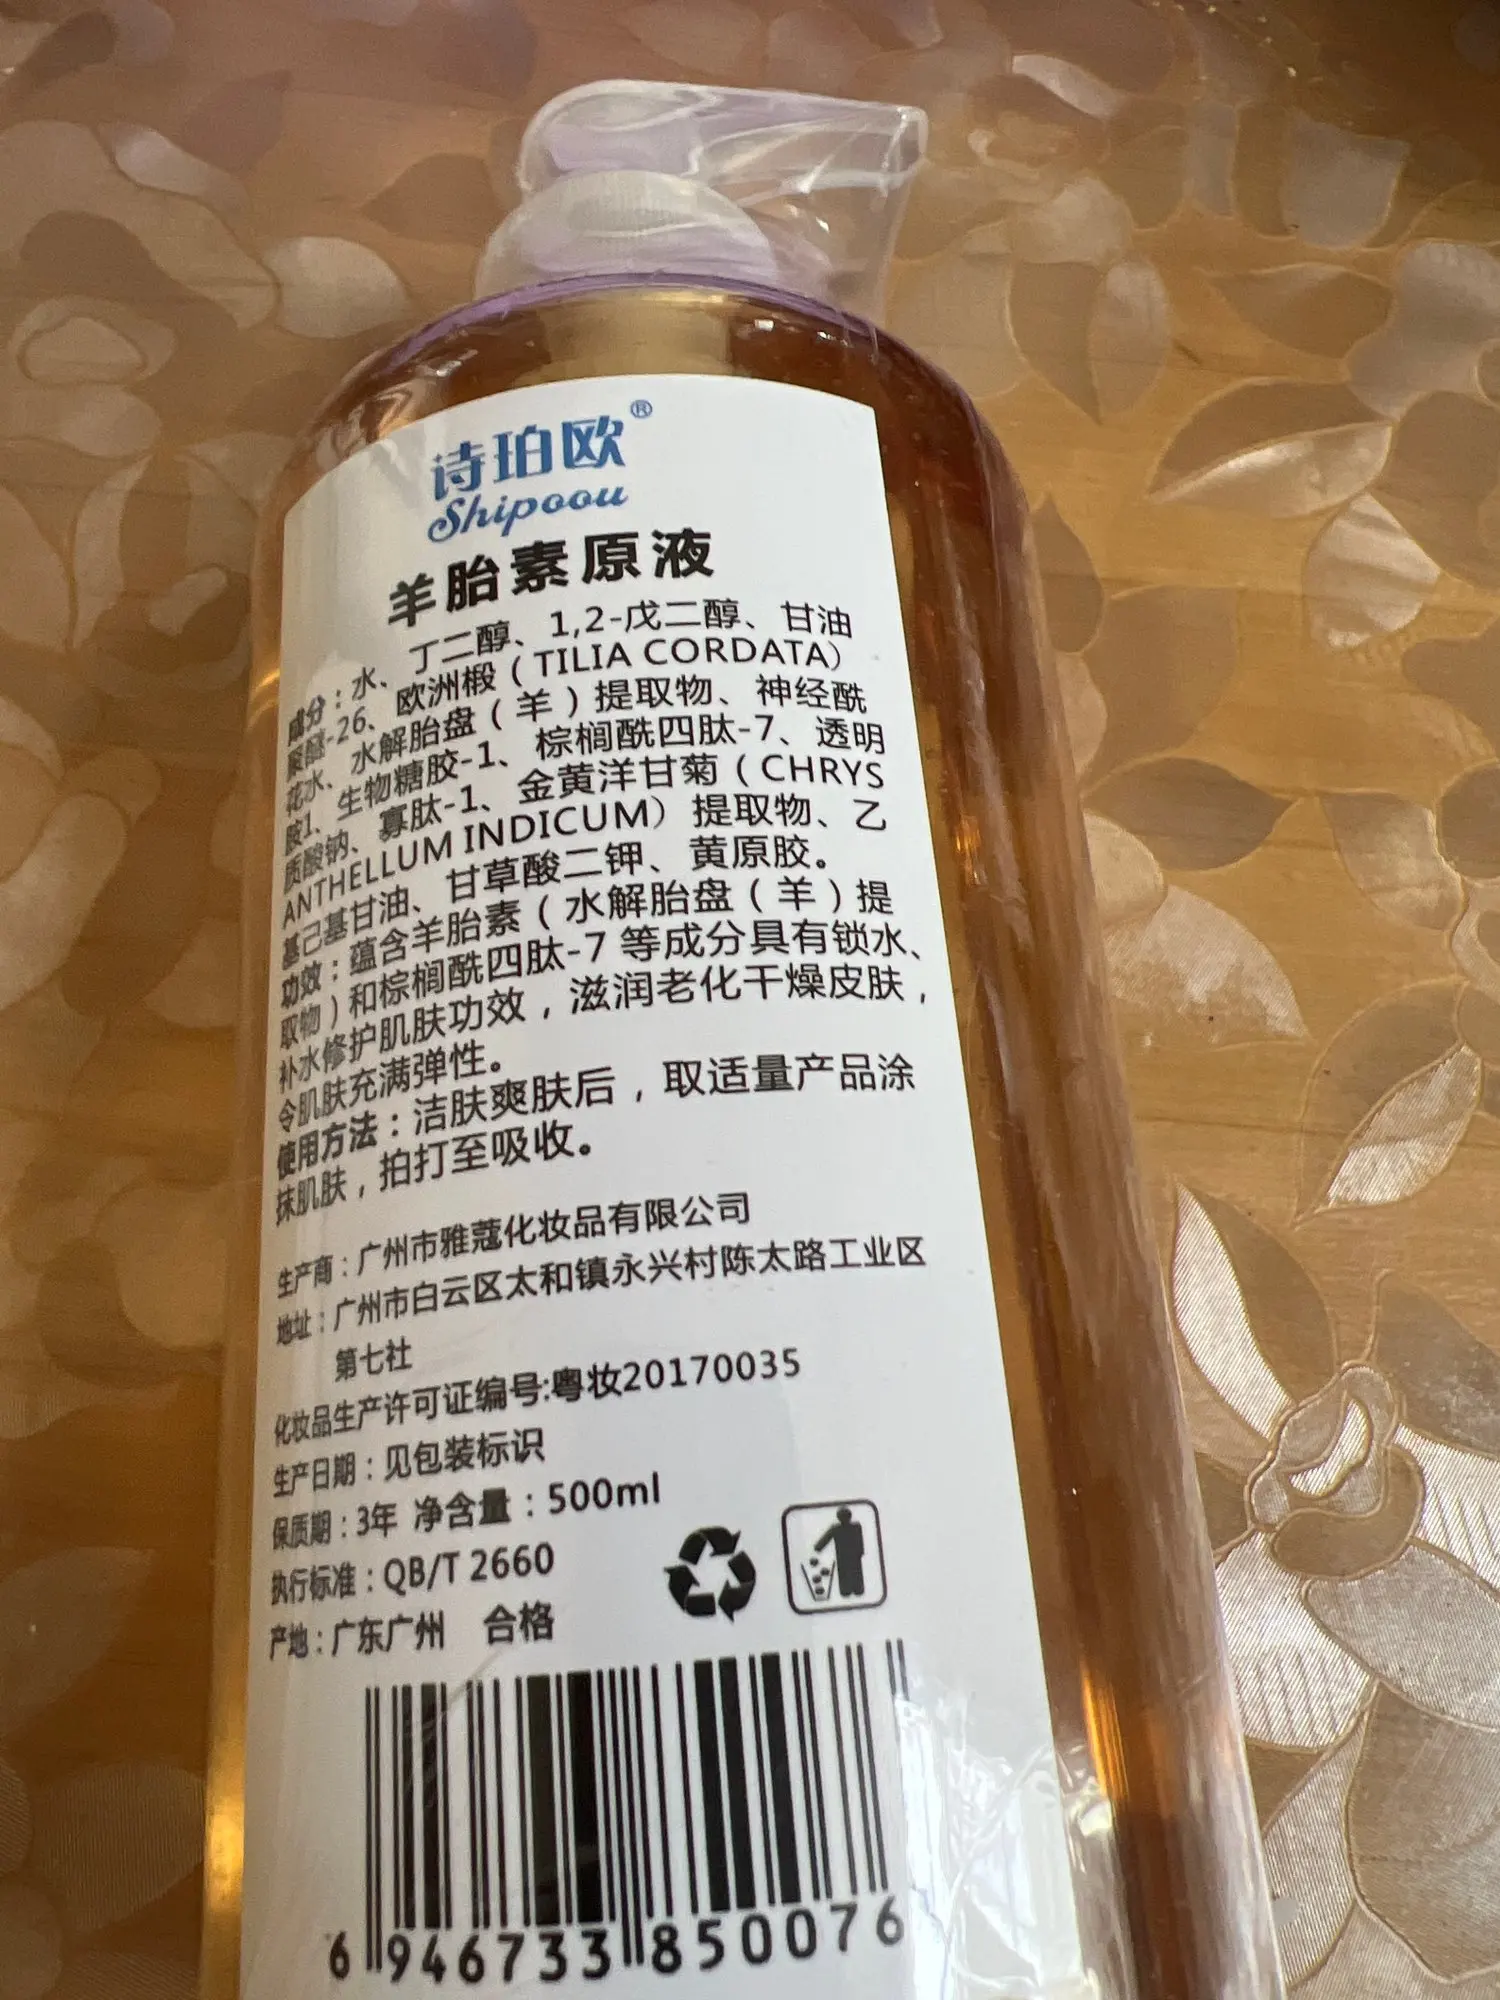 诗珀欧®
Shipoou
羊胎素原液
成分：水、丁二醇、1,2-戊二醇、甘油
聚醚-26、欧洲椴（TILIA CORDATA）
花水、水解胎盘（羊）提取物、神经酰
胺1、生物糖胶-1、棕榈酰四肽-7、透明
质酸钠、寡肽-1、金黄洋甘菊（CHRYS
ANTHELLUM INDICUM）提取物、乙
基己基甘油、甘草酸二钾、黄原胶。
功效：蕴含羊胎素（水解胎盘（羊）提
取物）和棕榈酰四肽-7 等成分具有锁水、
补水修护肌肤功效，滋润老化干燥皮肤，
令肌肤充满弹性。
使用方法：洁肤爽肤后，取适量产品涂
抹肌肤，拍打至吸收。
生产商：广州市雅蔻化妆品有限公司
地址：广州市白云区太和镇永兴村陈太路工业区
第七社
化妆品生产许可证编号:粤妆20170035
生产日期：见包装标识
保质期：3年 净含量：500ml
执行标准：QB/T 2660
产地：广东广州 合格
6 946733 850076